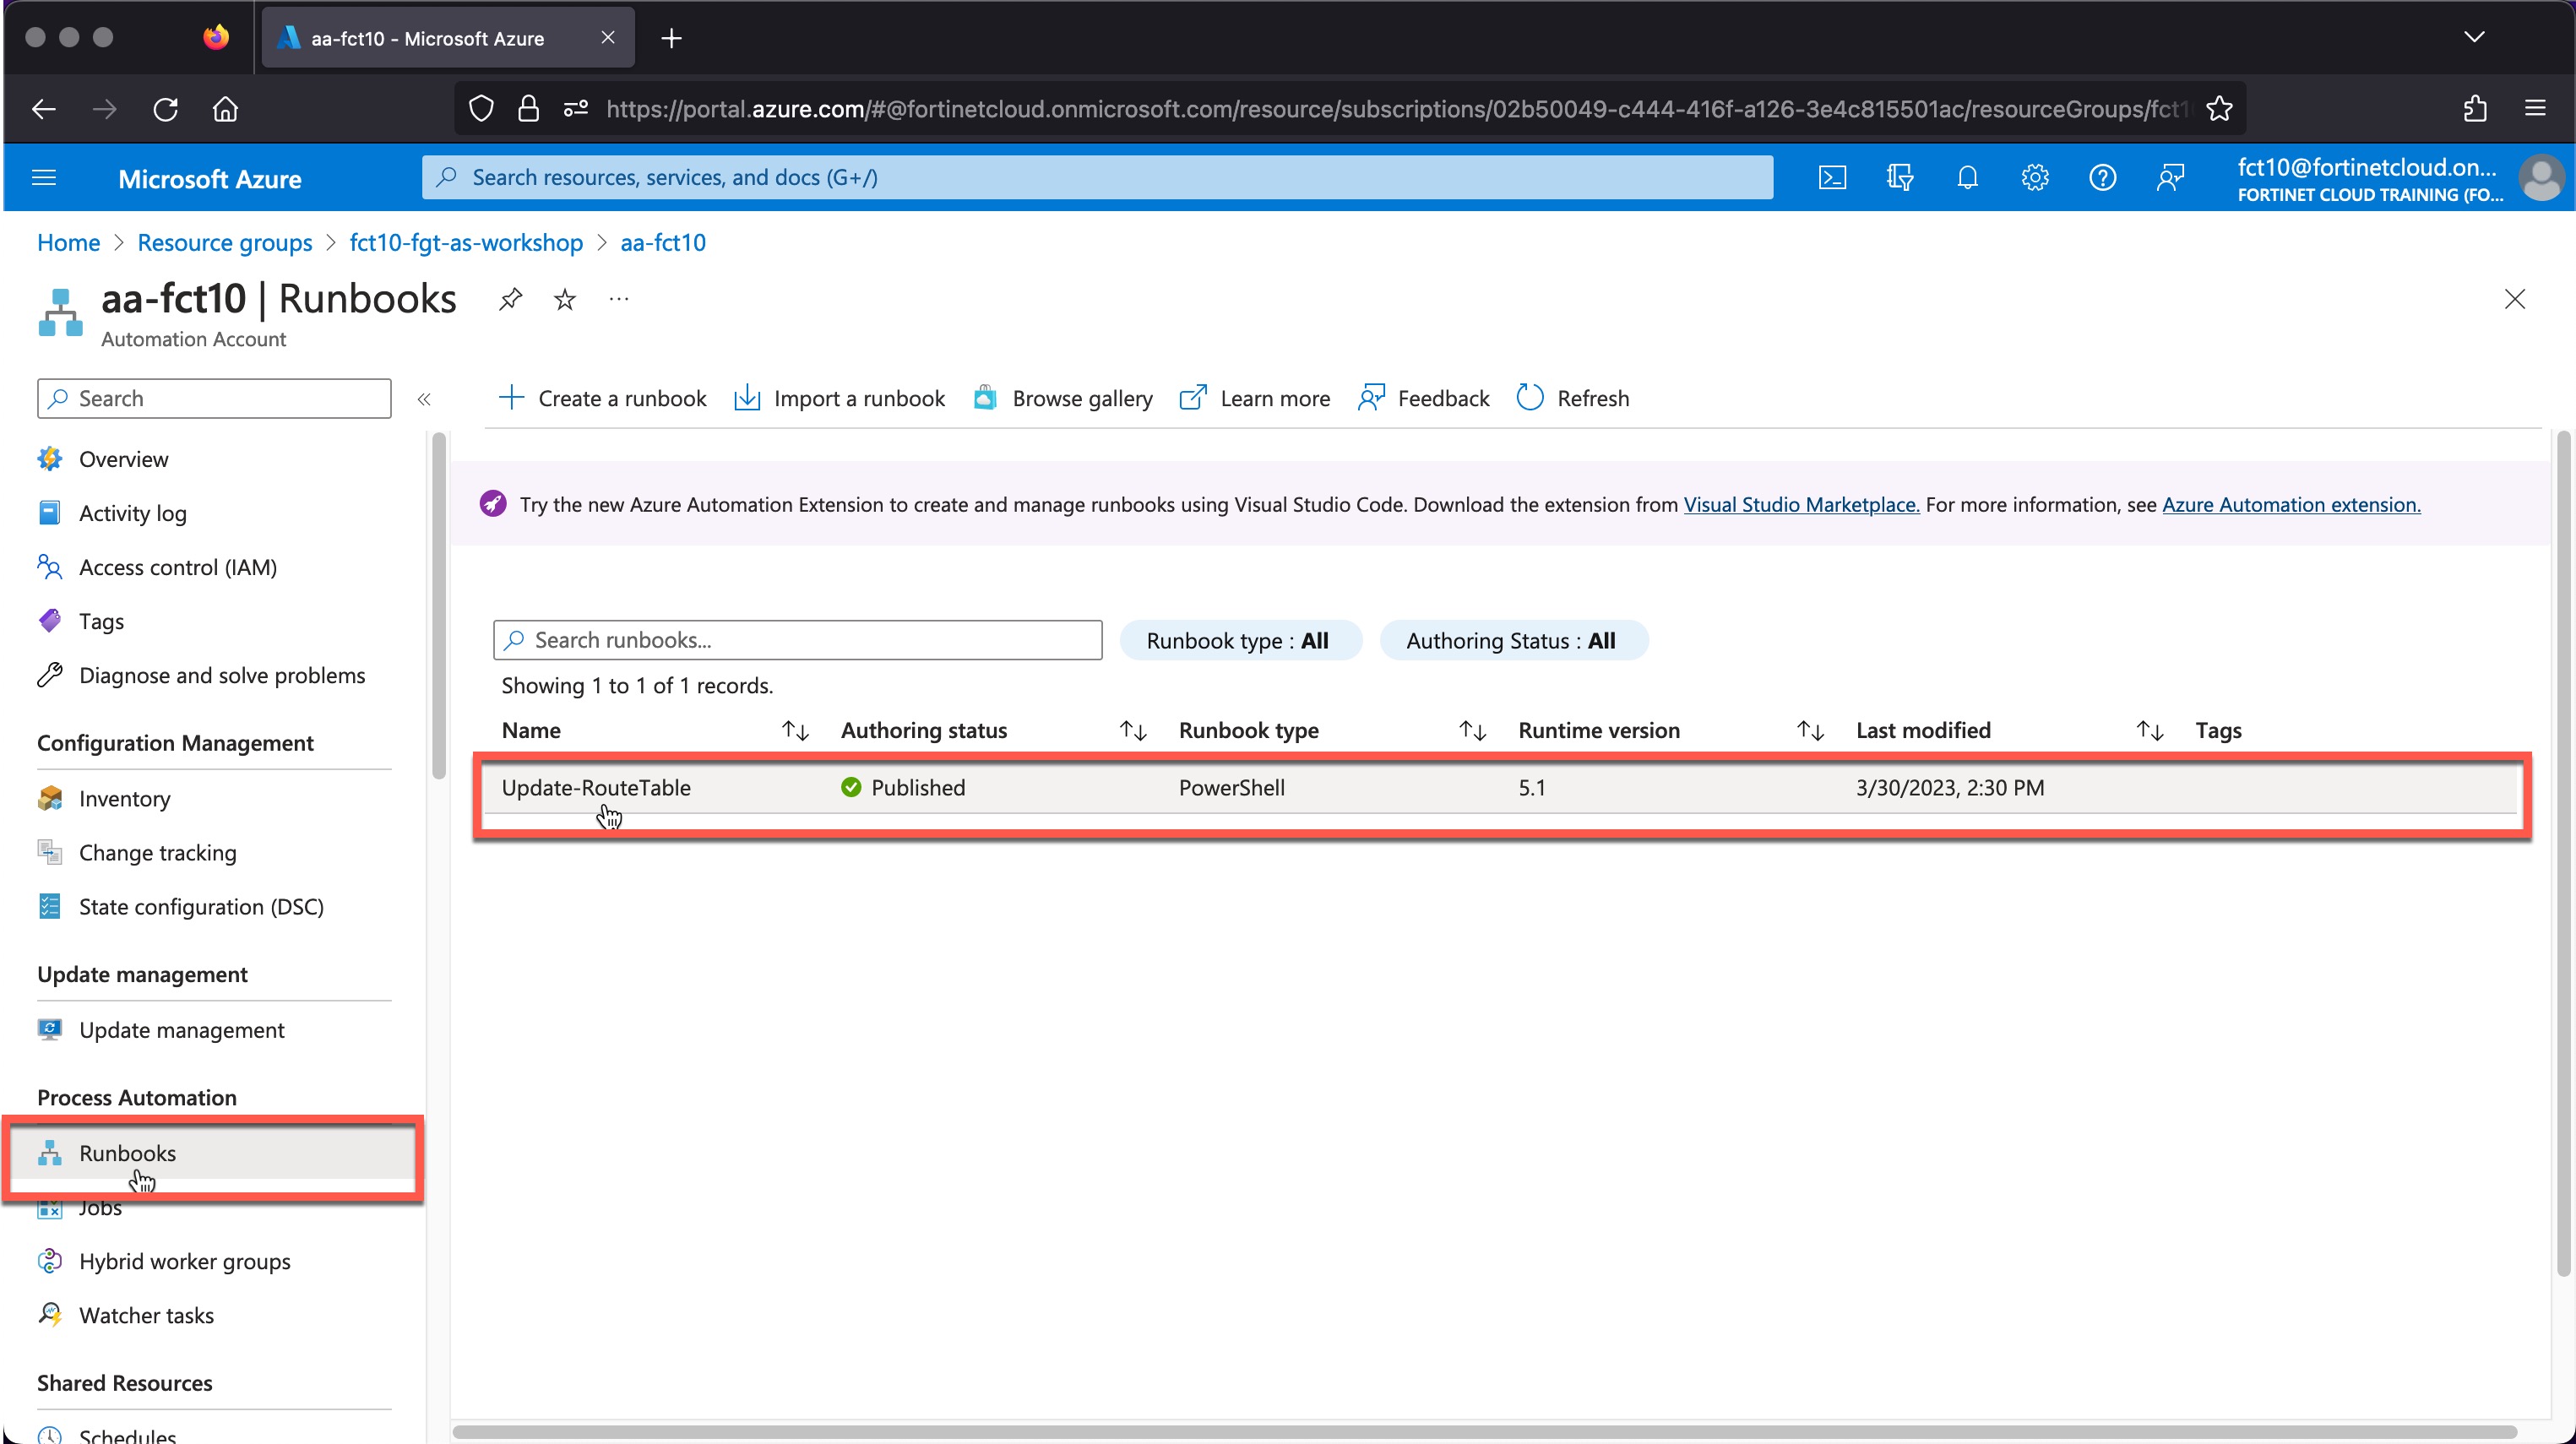 aa-fct10 - Microsoft Azure
https://portal.azure.com/#@fortinetcloud.onmicrosoft.com/resource/subscriptions/02b50049-c444-416f-a126-3e4c815501ac/resourceGroups/fct1
Microsoft Azure
Search resources, services, and docs (G+/)
fct10@fortinetcloud.on...
FORTINET CLOUD TRAINING (FO...
Home > Resource groups > fct10-fgt-as-workshop > aa-fct10
aa-fct10 | Runbooks ...
Automation Account
Search
Create a runbook Import a runbook Browse gallery Learn more Feedback Refresh
Overview
Activity log
Access control (IAM)
Tags
Diagnose and solve problems
Configuration Management
Inventory
Change tracking
State configuration (DSC)
Update management
Update management
Process Automation
Runbooks
Jobs
Hybrid worker groups
Watcher tasks
Shared Resources
Schedules
Try the new Azure Automation Extension to create and manage runbooks using Visual Studio Code. Download the extension from Visual Studio Marketplace. For more information, see Azure Automation extension.
Search runbooks...
Runbook type : All
Authoring Status : All
Showing 1 to 1 of 1 records.
Name Authoring status Runbook type Runtime version Last modified Tags
Update-RouteTable Published PowerShell 5.1 3/30/2023, 2:30 PM